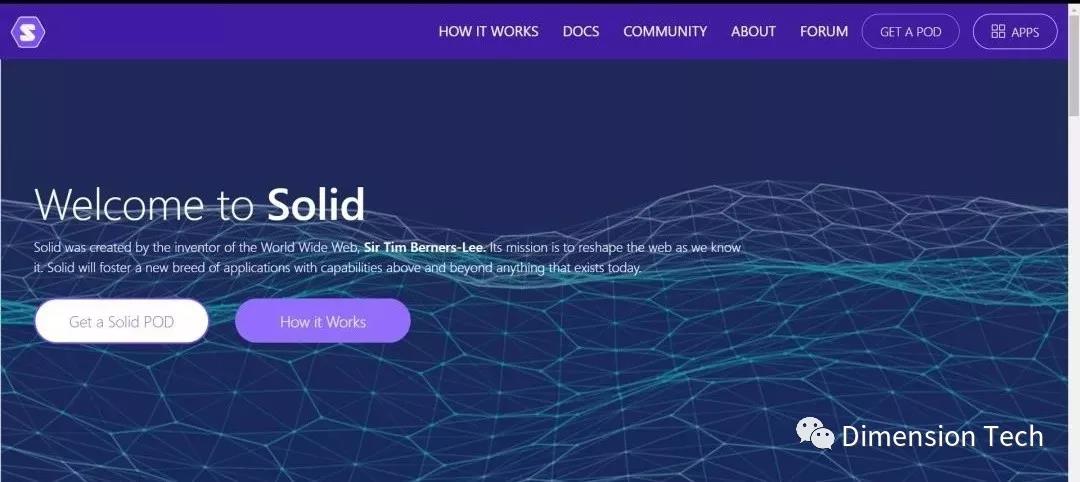 S
HOW IT WORKS DOCS COMMUNITY ABOUT FORUM GET A POD APPS
Welcome to Solid
Solid was created by the inventor of the World Wide Web, Sir Tim Berners-Lee. Its mission is to reshape the web as we know
it. Solid will foster a new breed of applications with capabilities above and beyond anything that exists today.
Get a Solid POD How it Works
Dimension Tech